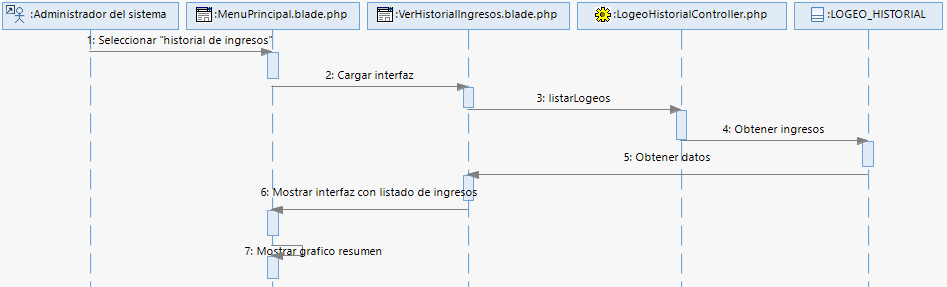 :Administrador del sistema
:MenuPrincipal.blade.php
:VerHistorialIngresos.blade.php
:LogeoHistorialController.php
:LOGEO_HISTORIAL
1: Seleccionar "historial de ingresos"
2: Cargar interfaz
3: listarLogeos
4: Obtener ingresos
5: Obtener datos
6: Mostrar interfaz con listado de ingresos
7: Mostrar grafico resumen